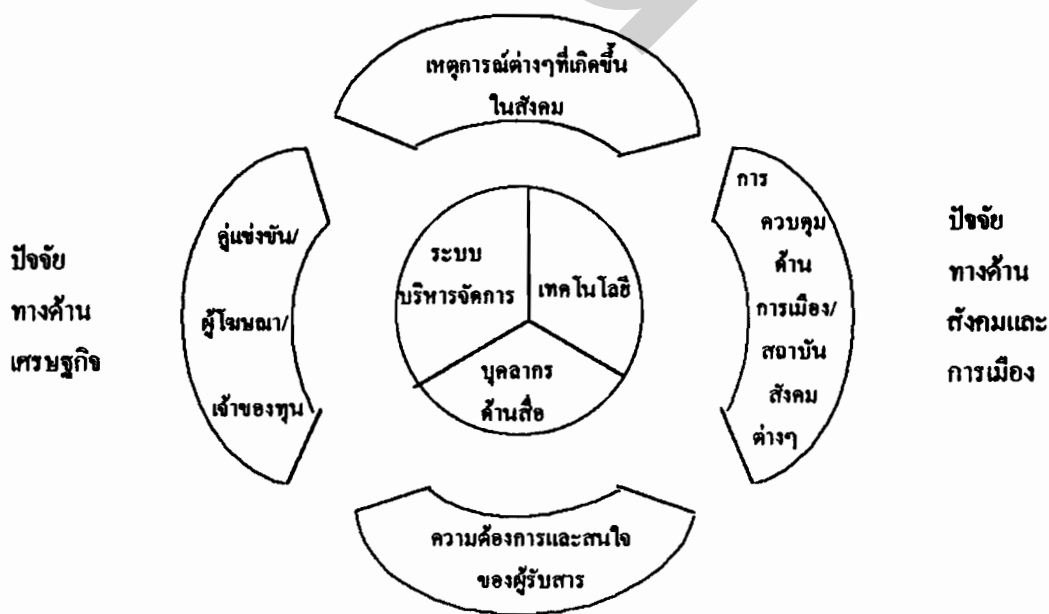 เหตุการณ์ต่างๆที่เกิดขึ้น
ในสังคม
ปัจจัย
ทางด้าน
เศรษฐกิจ
คู่แข่งขัน/
ผู้โฆษณา/
เจ้าของทุน
ระบบ
บริหารจัดการ
เทคโนโลยี
บุคลากร
ด้านสื่อ
การ
ควบคุม
ด้าน
การเมือง/
สถาบัน
สังคม
ต่างๆ
ปัจจัย
ทางด้าน
สังคมและ
การเมือง
ความต้องการและสนใจ
ของผู้รับสาร